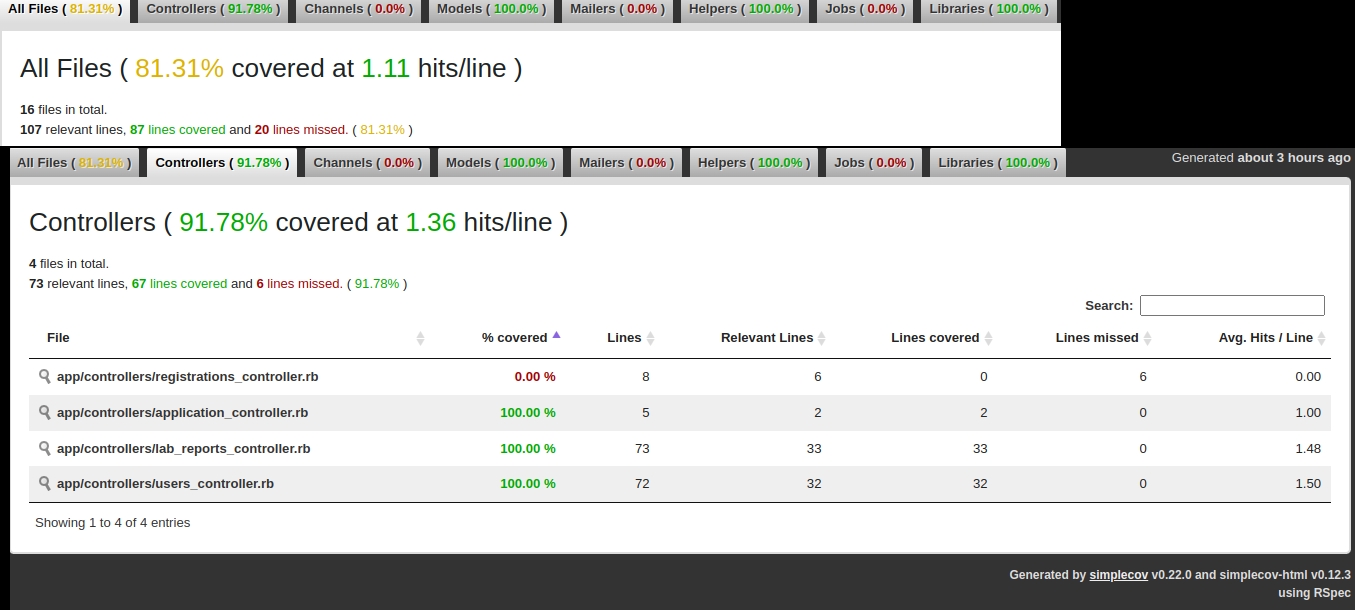 All Files ( 81.31% ) Controllers ( 91.78% ) Channels ( 0.0% ) Models ( 100.0% ) Mailers ( 0.0% ) Helpers ( 100.0% ) Jobs ( 0.0% ) Libraries ( 100.0% )
All Files ( 81.31% covered at 1.11 hits/line )
16 files in total.
107 relevant lines, 87 lines covered and 20 lines missed. ( 81.31% )
All Files ( 81.31% ) Controllers ( 91.78% ) Channels ( 0.0% ) Models ( 100.0% ) Mailers ( 0.0% ) Helpers ( 100.0% ) Jobs ( 0.0% ) Libraries ( 100.0% ) Generated about 3 hours ago
Controllers ( 91.78% covered at 1.36 hits/line )
4 files in total.
73 relevant lines, 67 lines covered and 6 lines missed. ( 91.78% )
Search:
File % covered Lines Relevant Lines Lines covered Lines missed Avg. Hits / Line
app/controllers/registrations_controller.rb 0.00 % 8 6 0 6 0.00
app/controllers/application_controller.rb 100.00 % 5 2 2 0 1.00
app/controllers/lab_reports_controller.rb 100.00 % 73 33 33 0 1.48
app/controllers/users_controller.rb 100.00 % 72 32 32 0 1.50
Showing 1 to 4 of 4 entries
Generated by simplecov v0.22.0 and simplecov-html v0.12.3
using RSpec